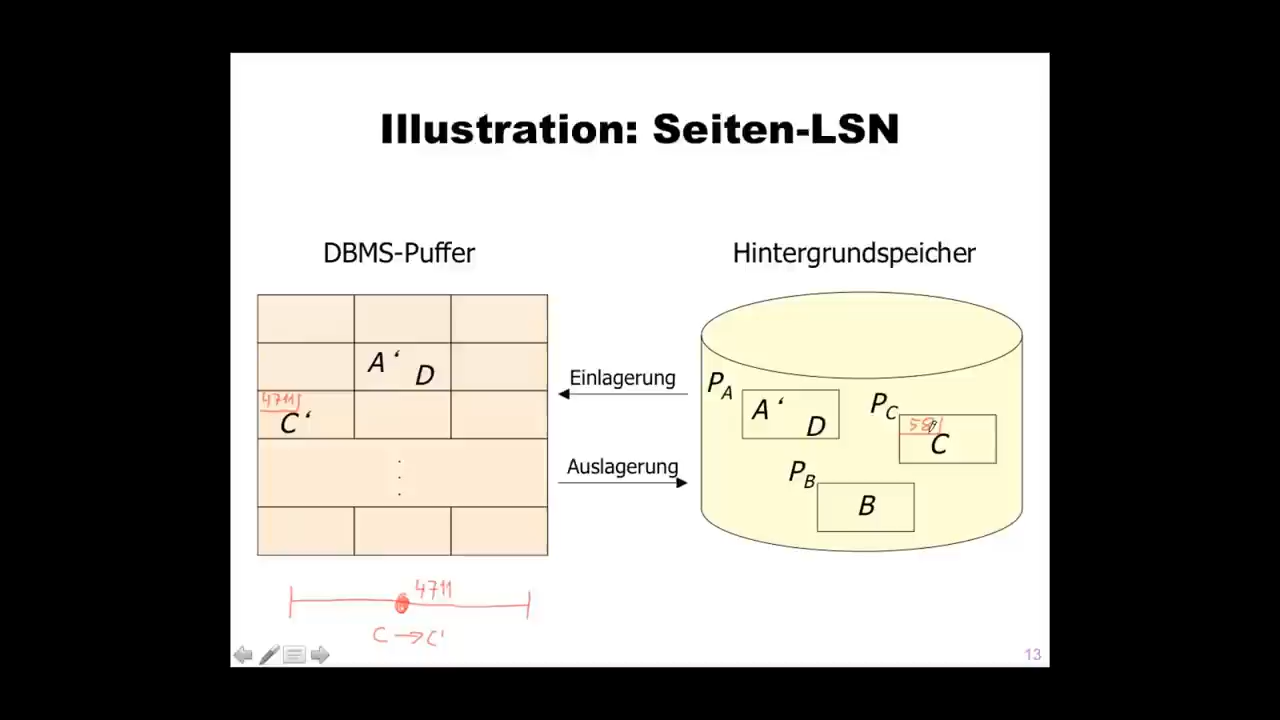 Illustration: Seiten-LSN
DBMS-Puffer
Hintergrundspeicher
A‘ D
4711
C‘
Einlagerung
Auslagerung
P_A
A‘ D
P_C
C
P_B
B
4711
C → C'
13